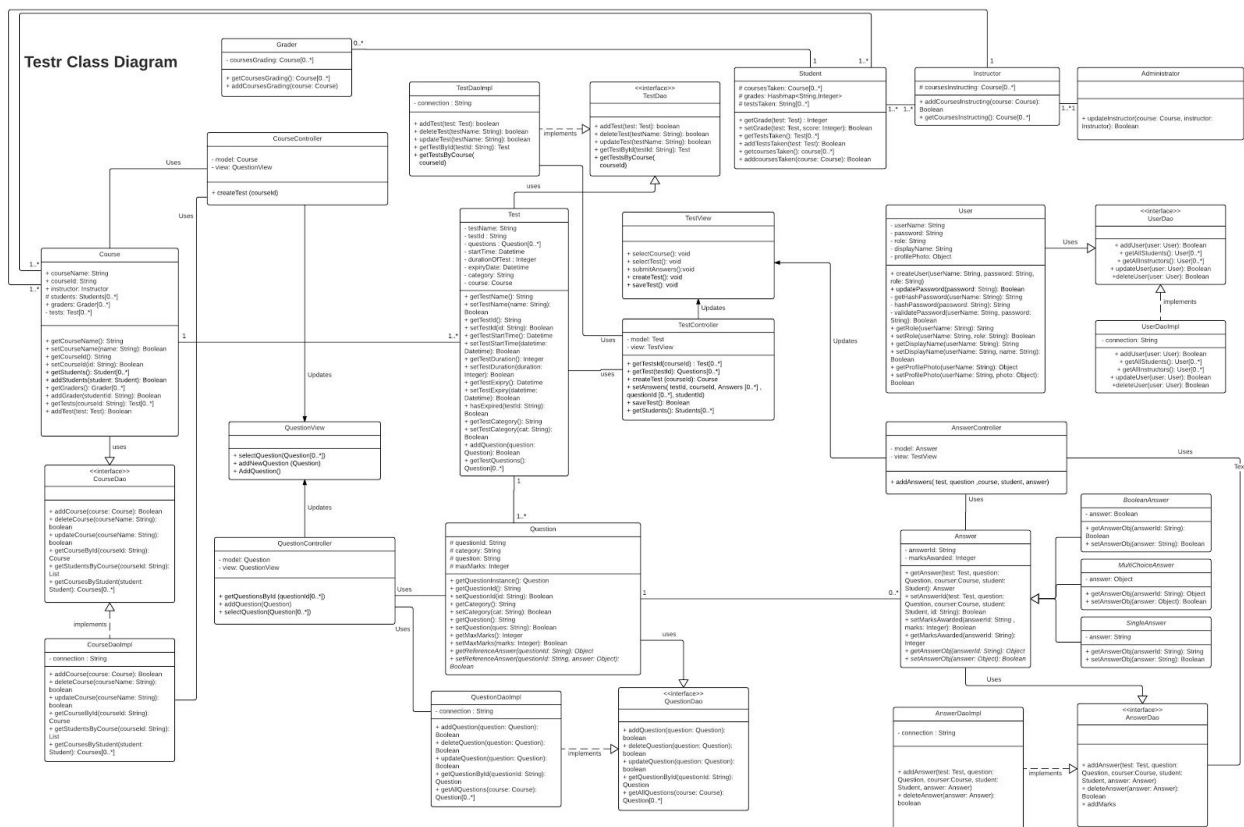 Testr Class Diagram
Grader
- coursesGrading: Course[0..*]
+ getCoursesGrading(): Course[0..*]
+ addCoursesGrading(course: Course)
0..*
1
1..*
1
TestDaoImpl
- connection : String
+ addTest(test: Test): boolean
+ deleteTest(testName: String): boolean
+ updateTest(testName: String): boolean
+ getTestById(testId: String): Test
+ getTestsByCourse(
courseId)
implements
<<interface>>
TestDao
+ addTest(test: Test): boolean
+ deleteTest(testName: String): boolean
+ updateTest(testName: String): boolean
+ getTestById(testId: String): Test
+ getTestsByCourse(
courseId)
Student
# coursesTaken: Course[0..*]
# grades: Hashmap<String,Integer>
# testsTaken: String[0..*]
+ getGrade(test: Test) : Integer
+ setGrade(test: Test, score: Integer): Boolean
+ getTestsTaken(): Test[0..*]
+ addTestsTaken(test: Test): Boolean
+ getcoursesTaken(): course[0..*]
+ addcoursesTaken(course: Course): Boolean
1..*
1..*
Instructor
# coursesInstructing: Course[0..*]
+ addCoursesInstructing(course: Course):
Boolean
+ getCoursesInstructing(): Course[0..*]
1..*
1
Administrator
+ updateInstructor(course: Course, instructor:
Instructor): Boolean
CourseController
- model: Course
- view: QuestionView
+ createTest (courseId)
Uses
Uses
uses
Course
+ courseName: String
+ courseId: String
+ instructor: Instructor
# students: Students[0..*]
+ graders: Grader[0..*]
- tests: Test[0..*]
+ getCourseName(): String
+ setCourseName(name: String): Boolean
+ getCourseId(): String
+ setCourseId(id: String): Boolean
+ getStudents(): Student[0..*]
+ addStudents(student: Student): Boolean
+ getGraders(): Grader[0..*]
+ addGrader(studentId: String): Boolean
+ getTests(courseId: String): Test[0..*]
+ addTest(test: Test): Boolean
1..*
1..*
1
1..*
Test
- testName: String
- testId : String
- questions : Question[0..*]
- startTime: Datetime
- durationOfTest : Integer
- expiryDate: Datetime
- category: String
- course: Course
+ getTestName(): String
+ setTestName(name: String):
Boolean
+ getTestId(): String
+ setTestId(id: String): Boolean
+ getTestStartTime(): Datetime
+ setTestStartTime(datetime:
Datetime): Boolean
+ getTestDuration(): Integer
+ setTestDuration(duration:
Integer): Boolean
+ getTestExipry(): Datetime
+ setTestExpiry(datetime:
Datetime): Boolean
+ hasExpired(testId: String):
Boolean
+ getTestCategory(): String
+ setTestCategory(cat: String):
Boolean
+ addQuestion(question:
Question): Boolean
+ getTestQuestions():
Question[0..*]
TestView
+ selectCourse(): void
+ selectTest(): void
+ submitAnswers():void
+ createTest(): void
+ saveTest(): void
Updates
TestController
- model: Test
- view: TestView
+ getTestsId(courseId) : Test[0..*]
+ getTest(testId): Questions[0..*]
+ createTest (courseId): Course
+ setAnswers( testId, courseId, Answers [0..*] ,
questionId [0..*], studentId)
+ saveTest(): Boolean
+ getStudents(): Students[0..*]
Uses
uses
User
- userName: String
- password: String
- role: String
- displayName: String
- profilePhoto: Object
+ createUser(userName: String, password: String,
role: String)
+ updatePassword(password: String): Boolean
- getHashPassword(userName: String): String
- hashPassword(password: String): String
- validatePassword(userName: String, password:
String): Boolean
+ getRole(userName: String): String
+ setRole(userName: String, role: String): Boolean
+ getDisplayName(userName: String): String
+ setDisplayName(userName: String, name: String):
Boolean
+ getProfilePhoto(userName: String): Object
+ setProfilePhoto(userName: String, photo: Object):
Boolean
Uses
<<interface>>
UserDao
+ addUser(user: User): Boolean
+ getAllStudents(): User[0..*]
+ getAllInstructors(): User[0..*]
+ updateUser(user: User): Boolean
+deleteUser(user: User): Boolean
implements
UserDaoImpl
- connection: String
+ addUser(user: User): Boolean
+ getAllStudents(): User[0..*]
+ getAllInstructors(): User[0..*]
+ updateUser(user: User): Boolean
+deleteUser(user: User): Boolean
Updates
Updates
uses
<<interface>>
CourseDao
+ addCourse(course: Course): Boolean
+ deleteCourse(courseName: String):
boolean
+ updateCourse(courseName: String):
boolean
+ getCourseById(courseId: String):
Course
+ getStudentsByCourse(courseId: String):
List
+ getCoursesByStudent(student:
Student): Courses[0..*]
implements
CourseDaoImpl
- connection : String
+ addCourse(course: Course): Boolean
+ deleteCourse(courseName: String):
boolean
+ updateCourse(courseName: String):
boolean
+ getCourseById(courseId: String):
Course
+ getStudentsByCourse(courseId: String):
List
+ getCoursesByStudent(student:
Student): Courses[0..*]
QuestionView
+ selectQuestion(Question[0..*])
+ addNewQuestion (Question)
+ AddQuestion()
Updates
QuestionController
- model: Question
- view: QuestionView
+ getQuestionsById (questionId[0..*])
+ addQuestion(Question)
+ selectQuestion(Question[0..*])
Uses
Uses
1
1..*
Question
# questionId: String
# category: String
# question: String
# maxMarks: Integer
+ getQuestionInstance(): Question
+ getQuestionId(): String
+ setQuestionId(id: String): Boolean
+ getCategory(): String
+ setCategory(cat: String): Boolean
+ getQuestion(): String
+ setQuestion(ques: String): Boolean
+ getMaxMarks(): Integer
+ setMaxMarks(marks: Integer): Boolean
+ getReferenceAnswer(questionId: String): Object
+ setReferenceAnswer(questionId: String, answer: Object):
Boolean
1
0..*
uses
QuestionDaoImpl
- connection : String
+ addQuestion(question: Question):
Boolean
+ deleteQuestion(question: Question):
Boolean
+ updateQuestion(question: Question):
Boolean
+ getQuestionById(questionId: String):
Question
+ getAllQuestions(course: Course):
Question[0..*]
implements
<<interface>>
QuestionDao
+ addQuestion(question: Question):
boolean
+ deleteQuestion(question: Question):
boolean
+ updateQuestion(question: Question):
boolean
+ getQuestionById(questionId: String):
Question
+ getAllQuestions(course: Course):
Question[0..*]
AnswerController
- model: Answer
- view: TestView
+ addAnswers( test, question ,course, student, answer)
Uses
Uses
Tex
Answer
- answerId: String
- marksAwarded: Integer
+ getAnswer(test: Test, question:
Question, courser:Course, student:
Student): Answer
+ setAnswerId(test: Test, question:
Question, courser:Course, student:
Student, id: String): Boolean
+ setMarksAwarded(answerId: String ,
marks: Integer): Boolean
+ getMarksAwarded(answerId: String):
Integer
+ getAnswerObj(answerId: String): Object
+ setAnswerObj(answer: Object): Boolean
BooleanAnswer
- answer: Boolean
+ getAnswerObj(answerId: String):
Boolean
+ setAnswerObj(answer: String): Boolean
MultiChoiceAnswer
- answer: Object
+ getAnswerObj(answerId: String): Object
+ setAnswerObj(answer: Object): Boolean
SingleAnswer
- answer: String
+ getAnswerObj(answerId: String): String
+ setAnswerObj(answer: String): Boolean
Uses
AnswerDaoImpl
- connection : String
+ addAnswer(test: Test, question:
Question, courser:Course, student:
Student, answer: Answer)
+ deleteAnswer(answer: Answer):
boolean
implements
<<interface>>
AnswerDao
+ addAnswer(test: Test, question:
Question, courser:Course, student:
Student, answer: Answer)
+ deleteAnswer(answer: Answer):
Boolean
+ addMarks